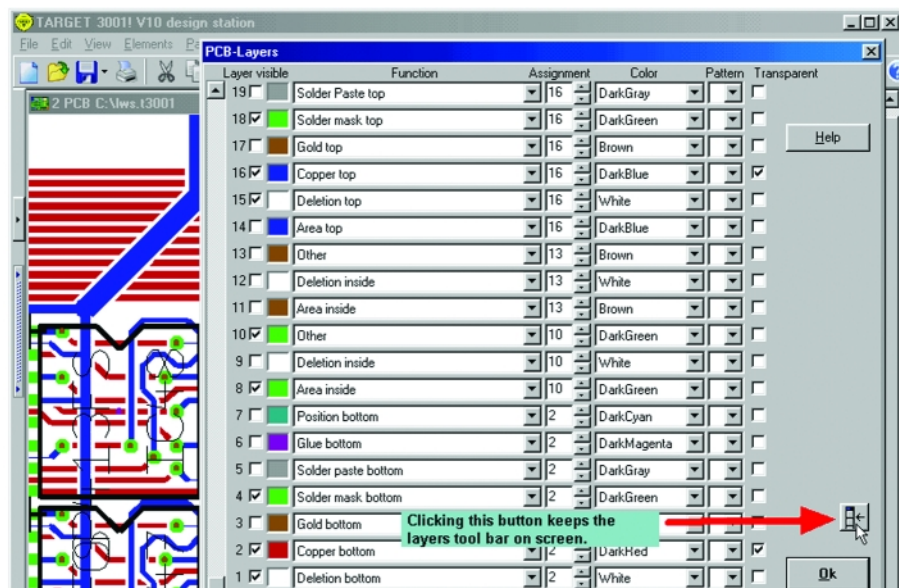 TARGET 3001! V10 design station
File Edit View Elements Pa
PCB-Layers
2 PCB C:\lws.t3001
Layer visible Function Assignment Color Pattern Transparent
19 Solder Paste top 16 DarkGray
18 Solder mask top 16 DarkGreen
Help
17 Gold top 16 Brown
16 Copper top 16 DarkBlue
15 Deletion top 16 White
14 Area top 16 DarkBlue
13 Other 13 Brown
12 Deletion inside 13 White
11 Area inside 13 Brown
10 Other 10 DarkGreen
9 Deletion inside 10 White
8 Area inside 10 DarkGreen
7 Position bottom 2 DarkCyan
6 Glue bottom 2 DarkMagenta
5 Solder paste bottom 2 DarkGray
4 Solder mask bottom 2 DarkGreen
3 Gold bottom
Clicking this button keeps the
layers tool bar on screen.
2 Copper bottom 2 DarkRed
1 Deletion bottom 2 White
Ok